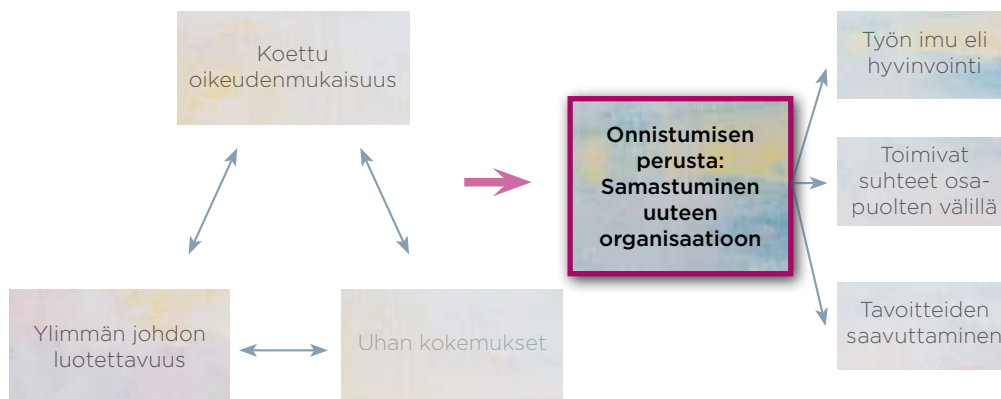 Koettu
oikeudenmukaisuus
Ylimmän johdon
luotettavuus
Uhan kokemukset
Onnistumisen
perusta:
Samastuminen
uuteen
organisaatioon
Työn imu eli
hyvinvointi
Toimivat
suhteet osa-
puolten välillä
Tavoitteiden
saavuttaminen